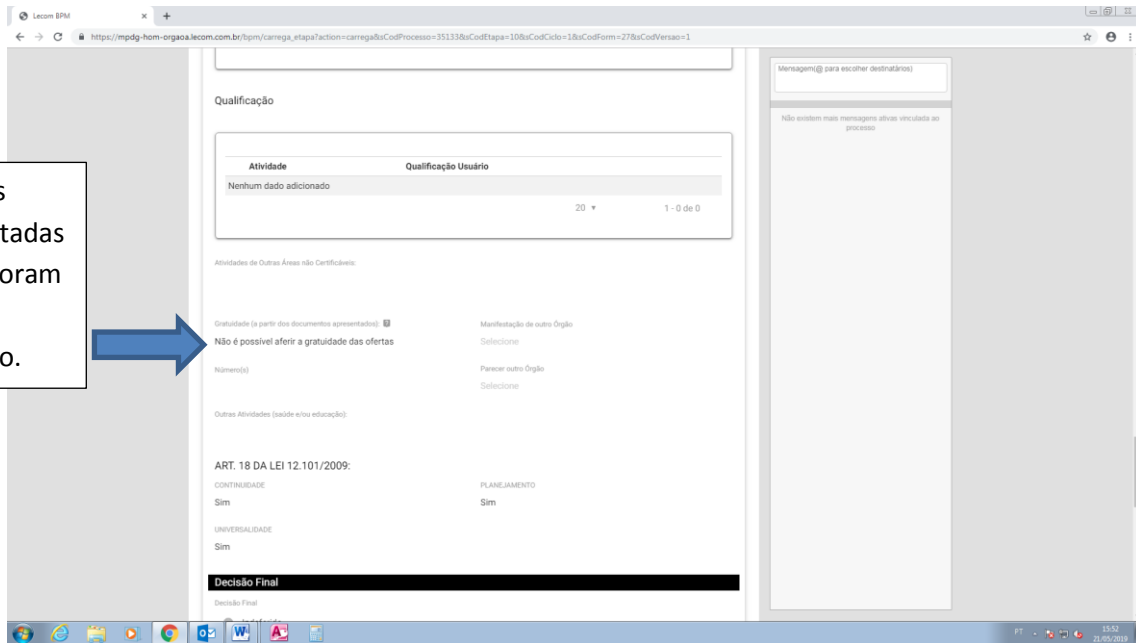 Lecom BPM
https://mpdg-hom-orgaoa.lecom.com.br/bpm/carrega_etapa?action=carrega&sCodProcesso=35133&sCodEtapa=10&sCodCiclo=1&sCodForm=27&sCodVersao=1
Mensagem(@ para escolher destinatários)
Não existem mais mensagens ativas vinculada ao
processo
Qualificação
Atividade Qualificação Usuário
Nenhum dado adicionado
20 1 - 0 de 0
s
tadas
oram
o.
Atividades de Outras Áreas não Certificáveis:
Gratuidade (a partir dos documentos apresentados): ? Manifestação de outro Órgão
Não é possível aferir a gratuidade das ofertas Selecione
Número(s) Parecer outro Órgão
Selecione
Outras Atividades (saúde e/ou educação):
ART. 18 DA LEI 12.101/2009:
CONTINUIDADE PLANEJAMENTO
Sim Sim
UNIVERSALIDADE
Sim
Decisão Final
Decisão Final
PT 15:52
21/05/2019